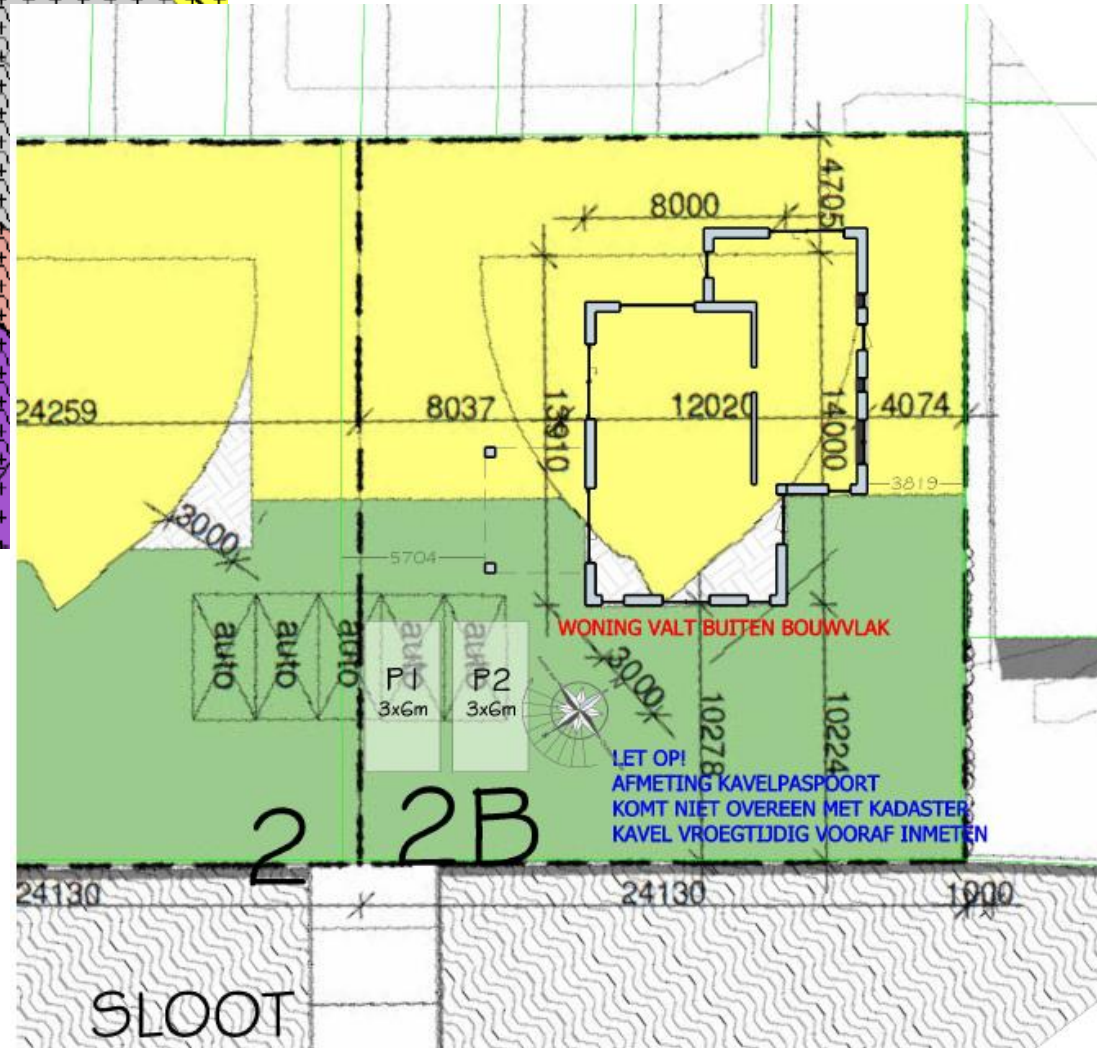 4705
8000
24259
8037
12020
4074
13910
14000
3819
3000
5704
auto
auto
auto
auto
auto
WONING VALT BUITEN BOUWVLAK
P1
3x6m
P2
3x6m
3000
10278
10224
LET OP!
AFMETING KAVELPASPOORT
KOMT NIET OVEREEN MET KADASTER
KAVEL VROEGTIJDIG VOORAF INMETEN
2
2B
24130
24130
1000
SLOOT